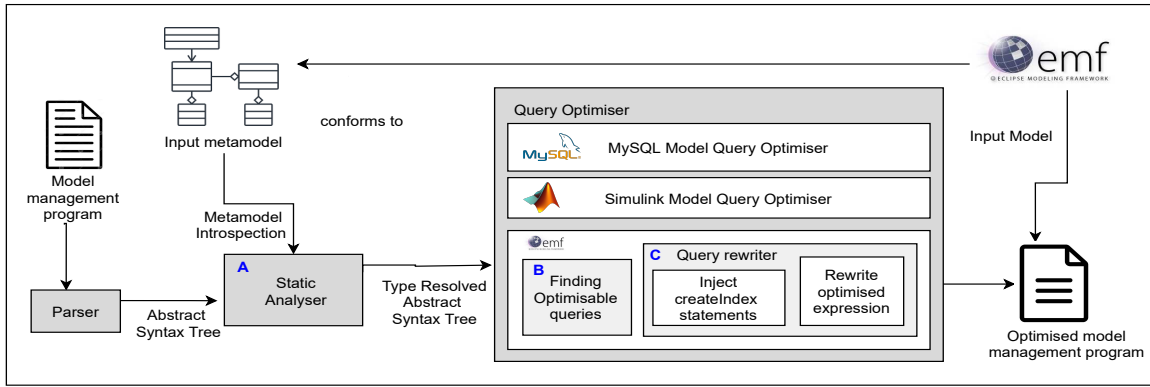 emf
ECLIPSE MODELING FRAMEWORK
Input metamodel
conforms to
Input Model
Model
management
program
Metamodel
Introspection
Parser
Abstract
Syntax Tree
A
Static
Analyser
Type Resolved
Abstract
Syntax Tree
Query Optimiser
MySQL
MySQL Model Query Optimiser
Simulink Model Query Optimiser
emf
B
Finding
Optimisable
queries
C
Query rewriter
Inject
createIndex
statements
Rewrite
optimised
expression
Optimised model
management program